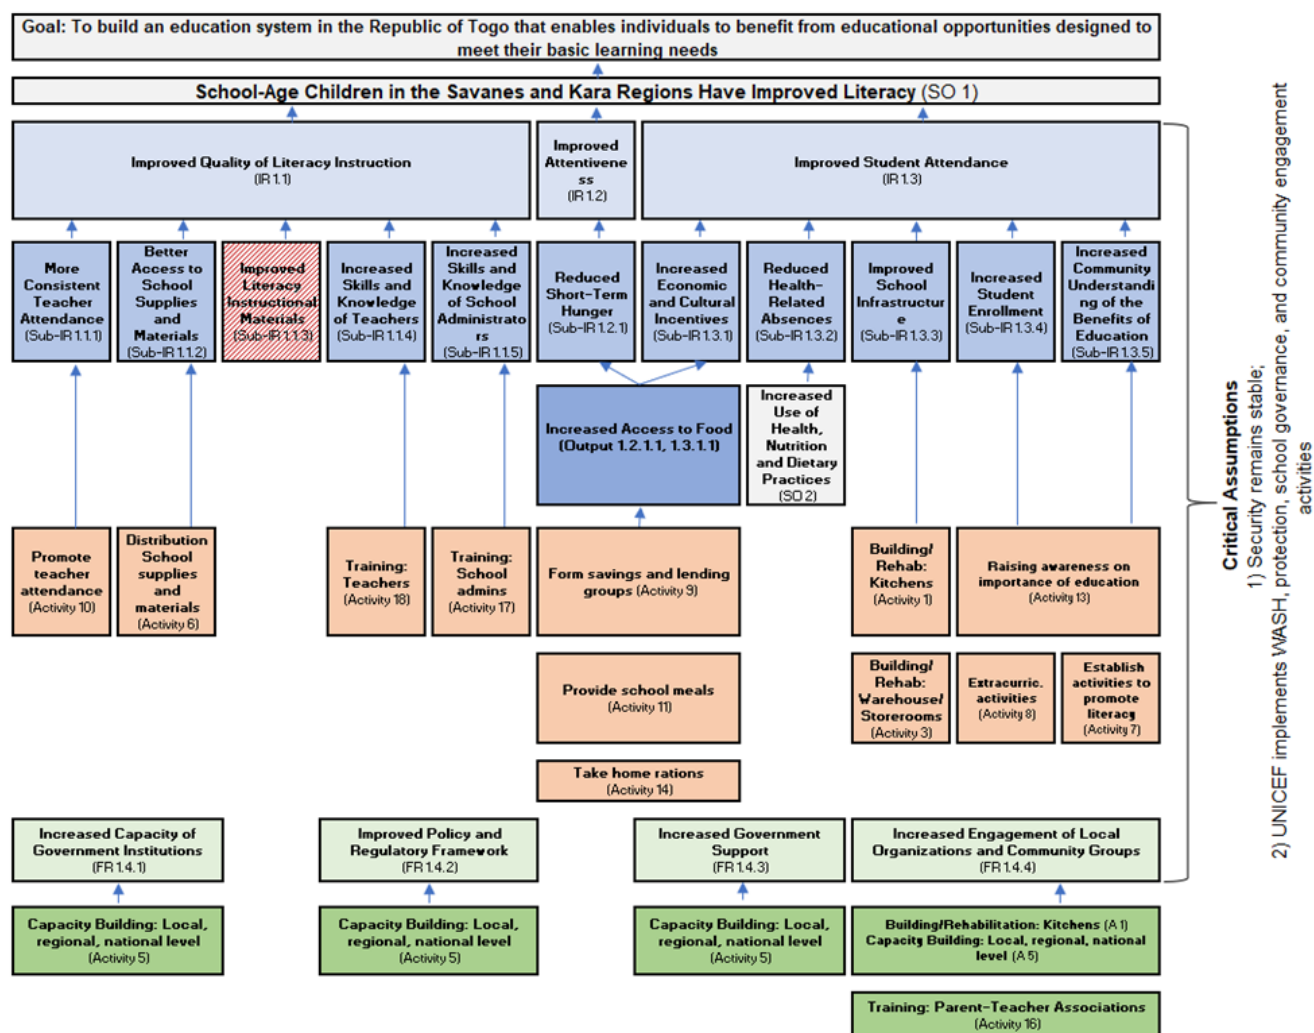 Goal: To build an education system in the Republic of Togo that enables individuals to benefit from educational opportunities designed to
meet their basic learning needs
School-Age Children in the Savanes and Kara Regions Have Improved Literacy (SO 1)
Improved Quality of Literacy Instruction
(IR 1.1)
Improved
Attentivene
ss
(IR 1.2)
Improved Student Attendance
(IR 1.3)
More
Consistent
Teacher
Attendance
(Sub-IR 1.1.1)
Better
Access to
School
Supplies
and
Materials
(Sub-IR 1.1.2)
Improved
Literacy
Instructional
Materials
(Sub-IR 1.1.3)
Increased
Skills and
Knowledge
of Teachers
(Sub-IR 1.1.4)
Increased
Skills and
Knowledge
of School
Administrato
rs
(Sub-IR 1.1.5)
Reduced
Short-Term
Hunger
(Sub-IR 1.2.1)
Increased
Economic
and Cultural
Incentives
(Sub-IR 1.3.1)
Reduced
Health-
Related
Absences
(Sub-IR 1.3.2)
Improved
School
Infrastructur
e
(Sub-IR 1.3.3)
Increased
Student
Enrollment
(Sub-IR 1.3.4)
Increased
Community
Understandi
ng of the
Benefits of
Education
(Sub-IR 1.3.5)
Increased Access to Food
(Output 1.2.1.1, 1.3.1.1)
Increased
Use of
Health,
Nutrition
and Dietary
Practices
(SO 2)
Promote
teacher
attendance
(Activity 10)
Distribution
School
supplies
and
materials
(Activity 6)
Training:
Teachers
(Activity 18)
Training:
School
admins
(Activity 17)
Form savings and lending
groups (Activity 9)
Building/
Rehab:
Kitchens
(Activity 1)
Raising awareness on
importance of education
(Activity 13)
Provide school meals
(Activity 11)
Building/
Rehab:
Warehouse/
Storerooms
(Activity 3)
Extracurric.
activities
(Activity 8)
Establish
activities to
promote
literacy
(Activity 7)
Take home rations
(Activity 14)
Increased Capacity of
Government Institutions
(FR 1.4.1)
Improved Policy and
Regulatory Framework
(FR 1.4.2)
Increased Government
Support
(FR 1.4.3)
Increased Engagement of Local
Organizations and Community Groups
(FR 1.4.4)
Capacity Building: Local,
regional, national level
(Activity 5)
Capacity Building: Local,
regional, national level
(Activity 5)
Capacity Building: Local,
regional, national level
(Activity 5)
Building/Rehabilitation: Kitchens (A 1)
Capacity Building: Local, regional, national
level (A 5)
Training: Parent-Teacher Associations
(Activity 16)
Critical Assumptions
1) Security remains stable;
2) UNICEF implements WASH, protection, school governance, and community engagement
activities